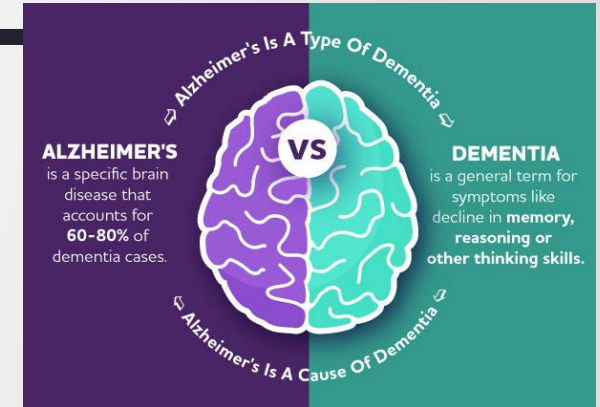 Alzheimer's Is A Type Of Dementia
VS
ALZHEIMER'S
is a specific brain
disease that
accounts for
60-80% of
dementia cases.
DEMENTIA
is a general term for
symptoms like
decline in memory,
reasoning or
other thinking skills.
Alzheimer's Is A Cause Of Dementia